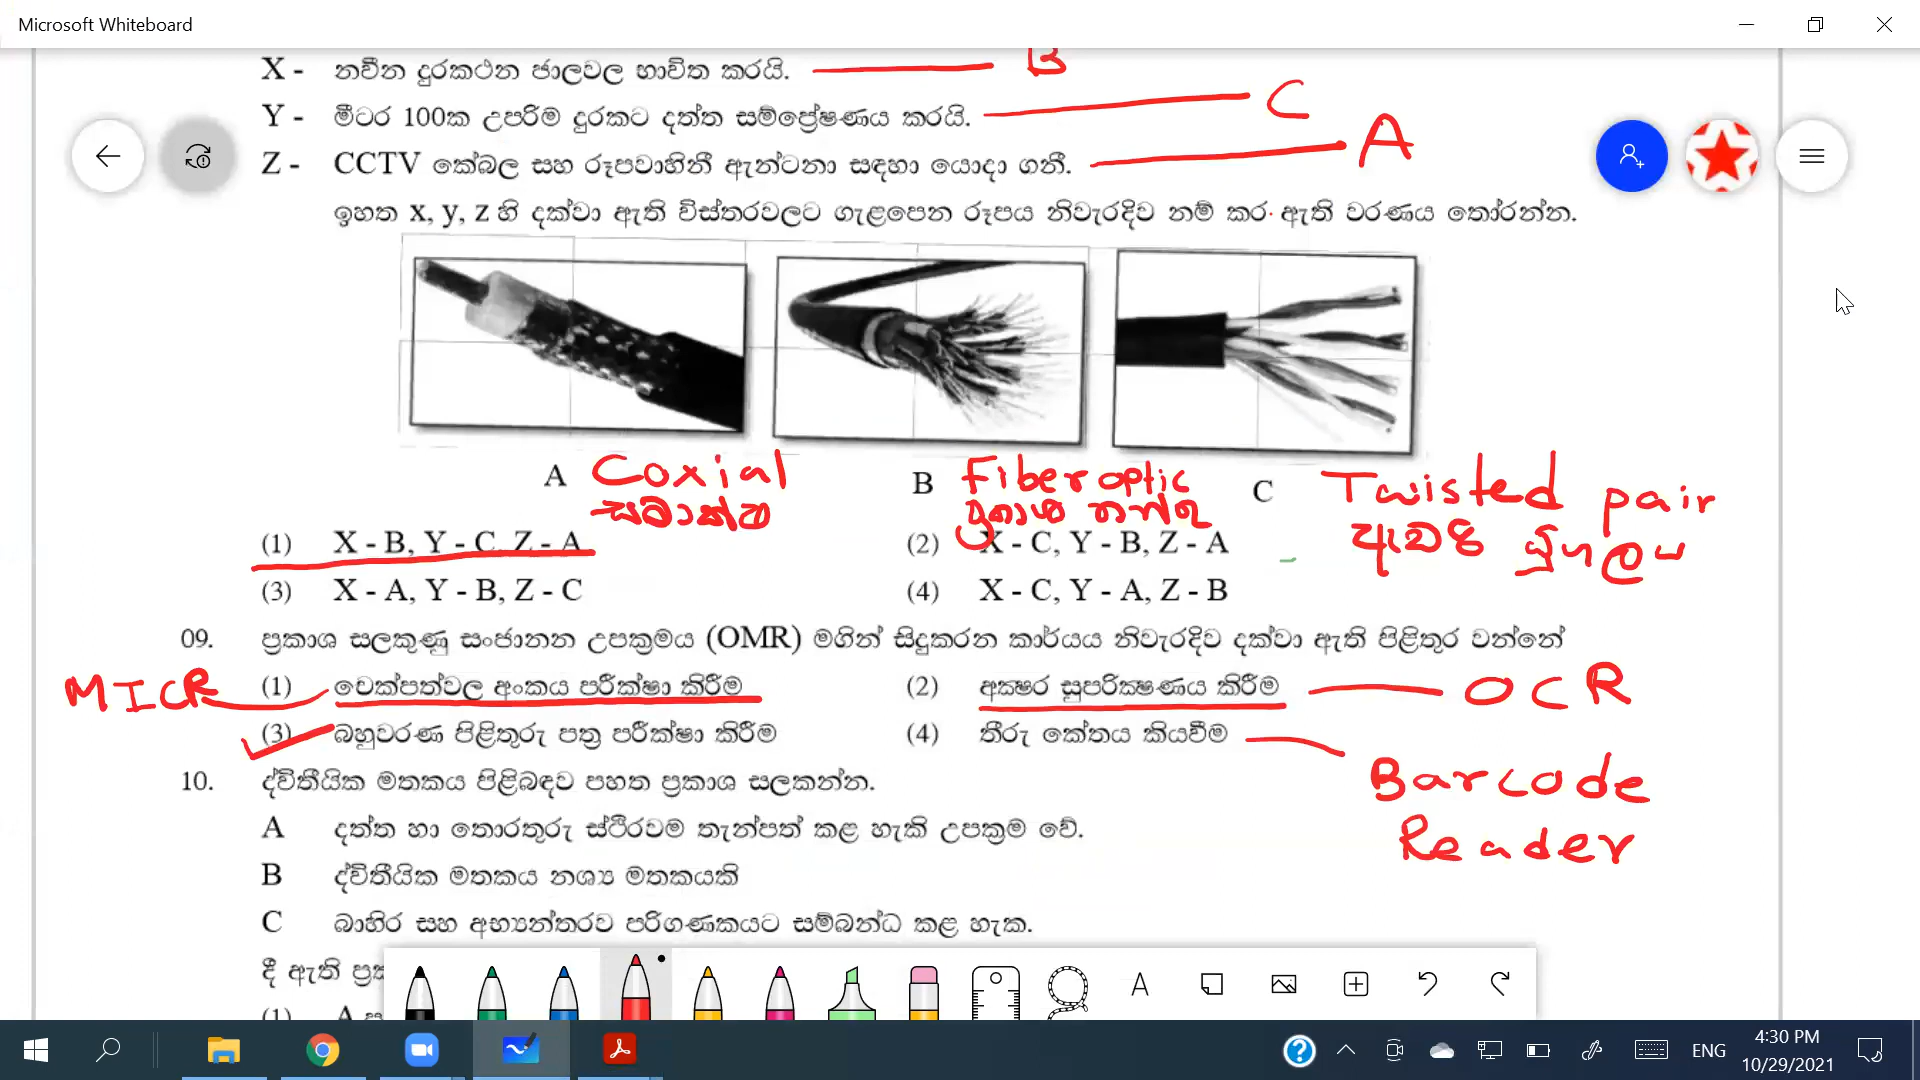 Microsoft Whiteboard
X - නවීන දුරකථන ජාලවල භාවිත කරයි. B
Y - මීටර 100ක උපරිම දුරකට දත්ත සම්ප්‍රේෂණය කරයි. C
Z - CCTV කේබල සහ රූපවාහිනී ඇන්ටනා සඳහා යොදා ගනී. A
ඉහත x, y, z හි දක්වා ඇති විස්තරවලට ගැළපෙන රූපය නිවැරදිව නම් කර ඇති වරණය තෝරන්න.
A Coxial B Fiber optic C Twisted pair
සමාක්ෂ ප්‍රකාශ තන්තු ඇඹරි යුගලය
(1) X - B, Y - C, Z - A (2) X - C, Y - B, Z - A
(3) X - A, Y - B, Z - C (4) X - C, Y - A, Z - B
09. ප්‍රකාශ සලකුණු සංජානන උපක්‍රමය (OMR) මගින් සිදුකරන කාර්යය නිවැරදිව දක්වා ඇති පිළිතුර වන්නේ
MICR (1) චෙක්පත්වල අංකය පරීක්ෂා කිරීම (2) අක්ෂර සුපරික්ෂණය කිරීම OCR
(3) බහුවරණ පිළිතුරු පත්‍ර පරීක්ෂා කිරීම (4) තීරු කේතය කියවීම
Barcode
Reader
10. ද්විතීයික මතකය පිළිබඳව පහත ප්‍රකාශ සලකන්න.
A දත්ත හා තොරතුරු ස්ථිරවම තැන්පත් කළ හැකි උපක්‍රම වේ.
B ද්විතීයික මතකය නශ්‍ය මතකයකි
C බාහිර සහ අභ්‍යන්තරව පරිගණකයට සම්බන්ධ කළ හැක.
දී ඇති
(1) A
ENG
4:30 PM
10/29/2021